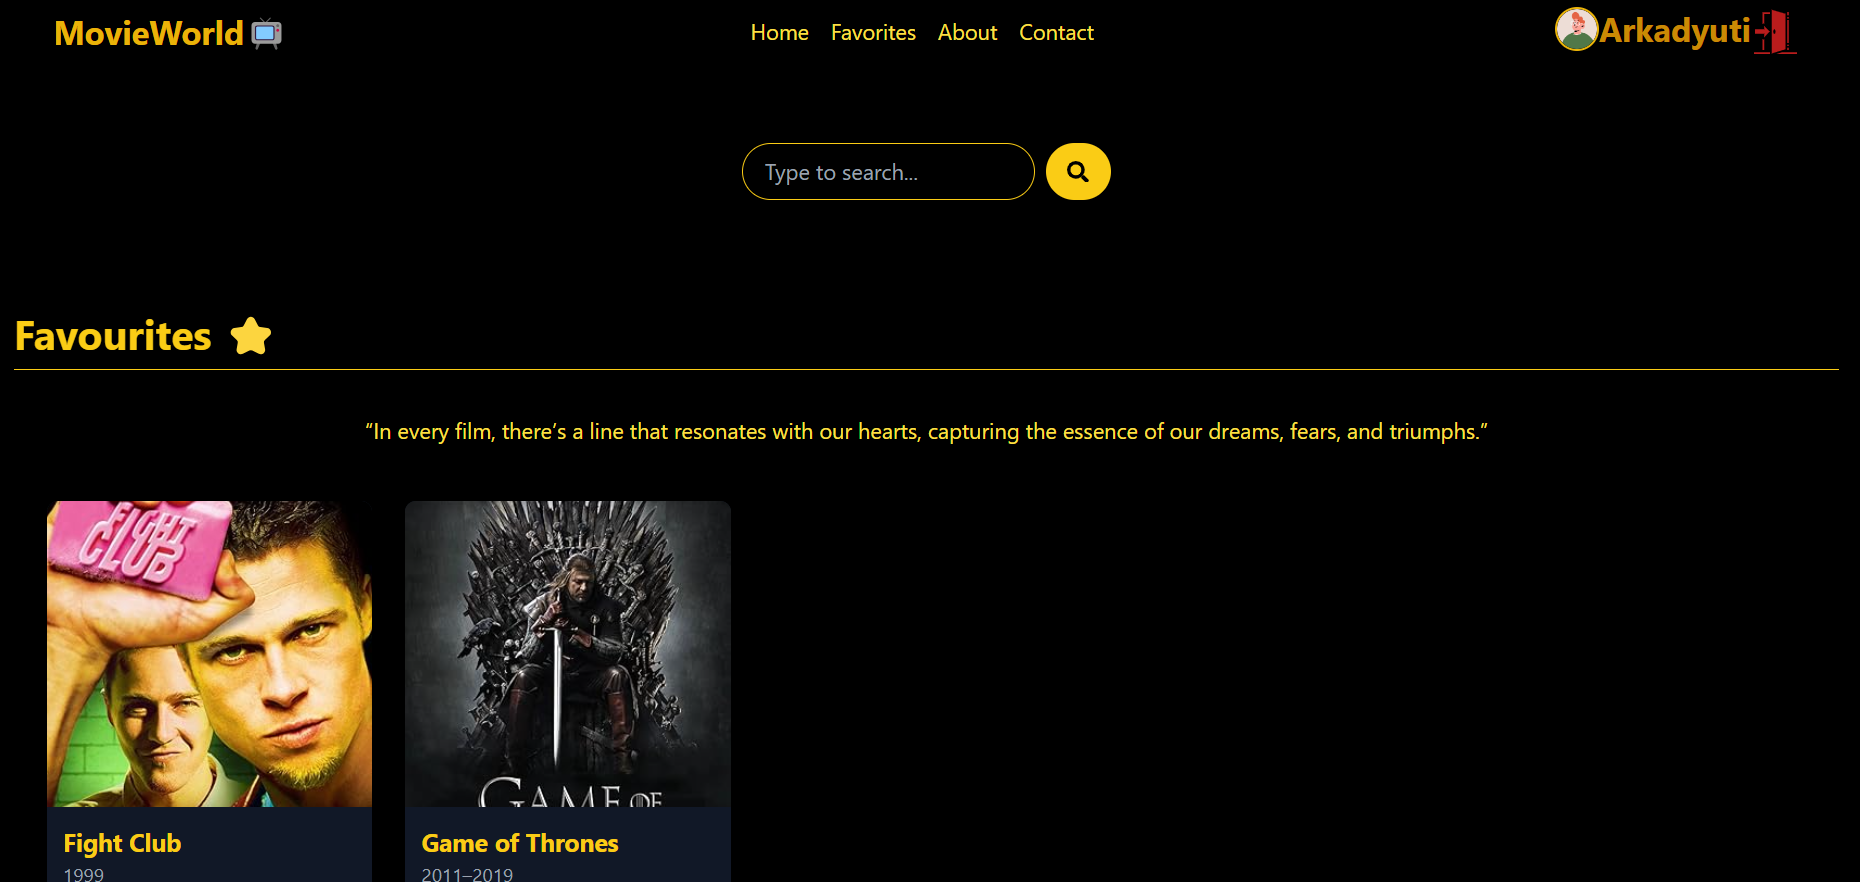 MovieWorld
Home Favorites About Contact
Arkadyuti
Type to search...
Favourites
“In every film, there’s a line that resonates with our hearts, capturing the essence of our dreams, fears, and triumphs.”
FIGHT
CLUB
GAME OF
Fight Club
1999
Game of Thrones
2011–2019